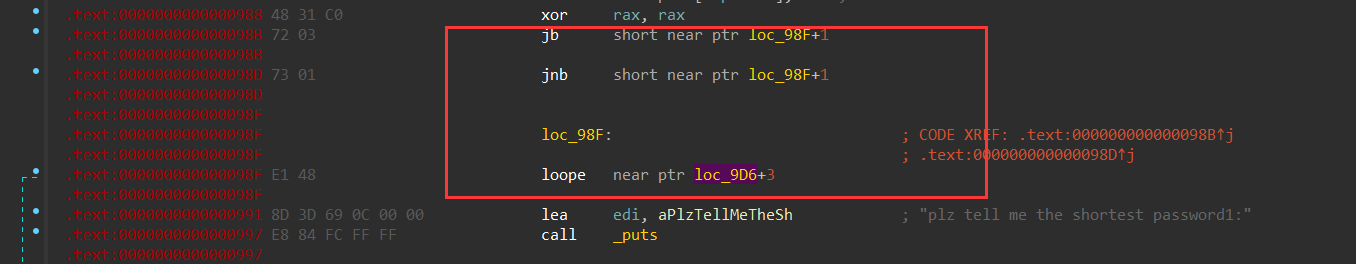 .text:0000000000000988 48 31 C0 xor rax, rax
.text:000000000000098B 72 03 jb short near ptr loc_98F+1
.text:000000000000098B
.text:000000000000098D 73 01 jnb short near ptr loc_98F+1
.text:000000000000098D
.text:000000000000098F
.text:000000000000098F loc_98F: ; CODE XREF: .text:000000000000098B↑j
.text:000000000000098F ; .text:000000000000098D↑j
.text:000000000000098F E1 48 loope near ptr loc_9D6+3
.text:000000000000098F
.text:0000000000000991 8D 3D 69 0C 00 00 lea edi, aPlzTellMeTheSh ; "plz tell me the shortest password1:"
.text:0000000000000997 E8 84 FC FF FF call _puts
.text:0000000000000997